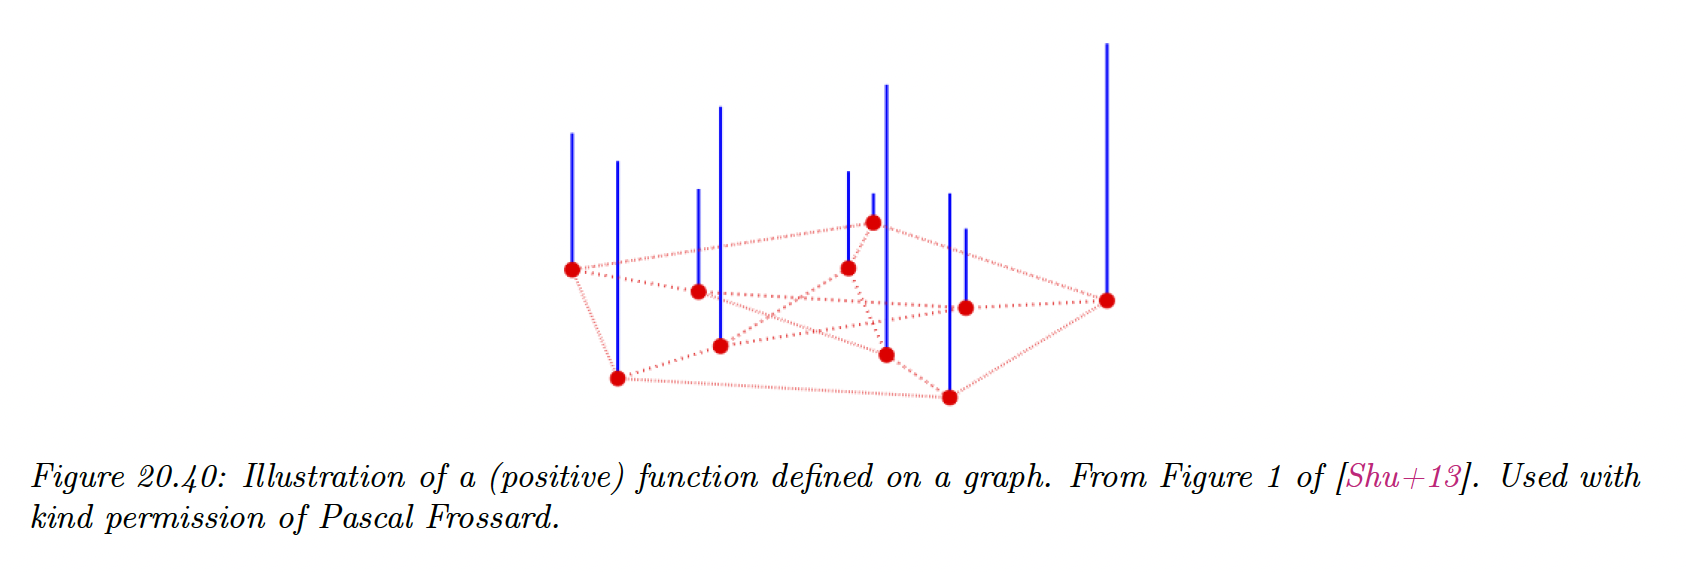 Figure 20.40: Illustration of a (positive) function defined on a graph. From Figure 1 of [Shu+13]. Used with
kind permission of Pascal Frossard.